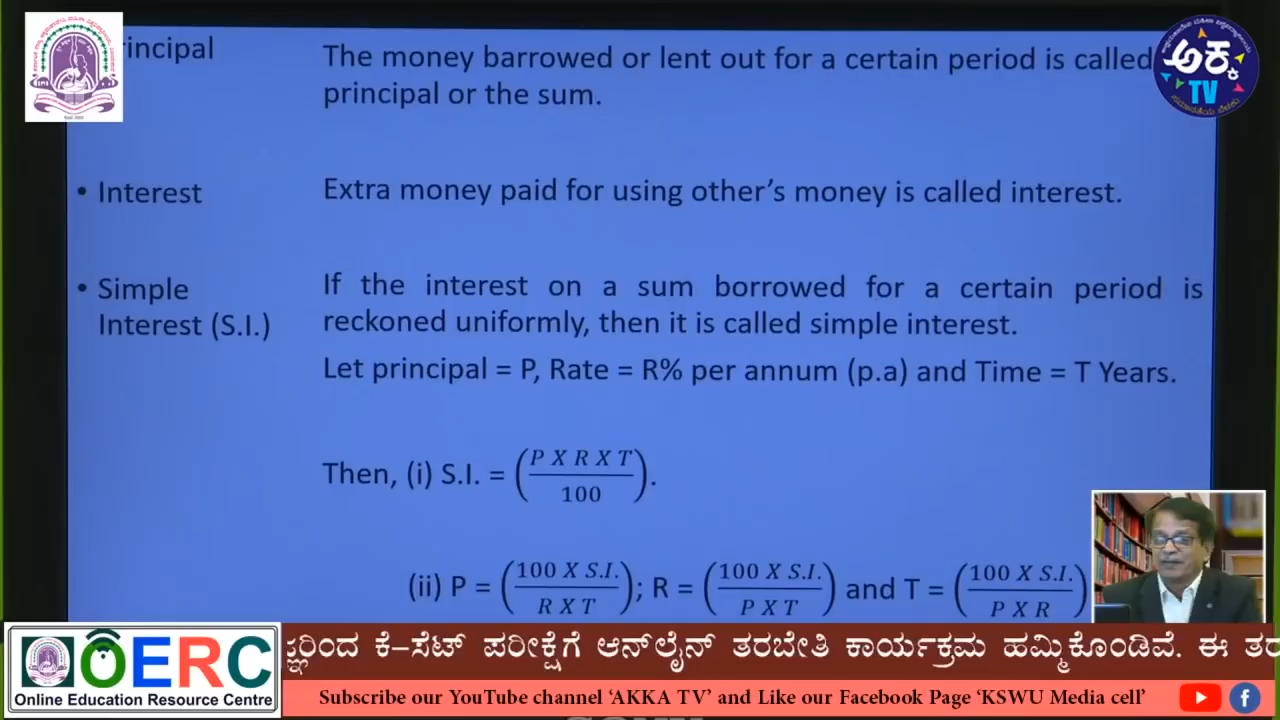 rincipal
The money barrowed or lent out for a certain period is called
principal or the sum.
ಅಕ್ಕ
TV
• Interest
Extra money paid for using other's money is called interest.
• Simple
Interest (S.I.)
If the interest on a sum borrowed for a certain period is
reckoned uniformly, then it is called simple interest.
Let principal = P, Rate = R% per annum (p.a) and Time = T Years.
Then, (i) S.I. = (P X R X T / 100).
(ii) P = (100 X S.I. / R X T); R = (100 X S.I. / P X T) and T = (100 X S.I. / P X R)
ಕೆ–ಸೆಟ್ ಪರೀಕ್ಷೆಗೆ ಆನ್‌ಲೈನ್ ತರಬೇತಿ ಕಾರ್ಯಕ್ರಮ ಹಮ್ಮಿಕೊಂಡಿವೆ. ಈ ತರ
OERC
Online Education Resource Centre
Subscribe our YouTube channel 'AKKA TV' and Like our Facebook Page 'KSWU Media cell'